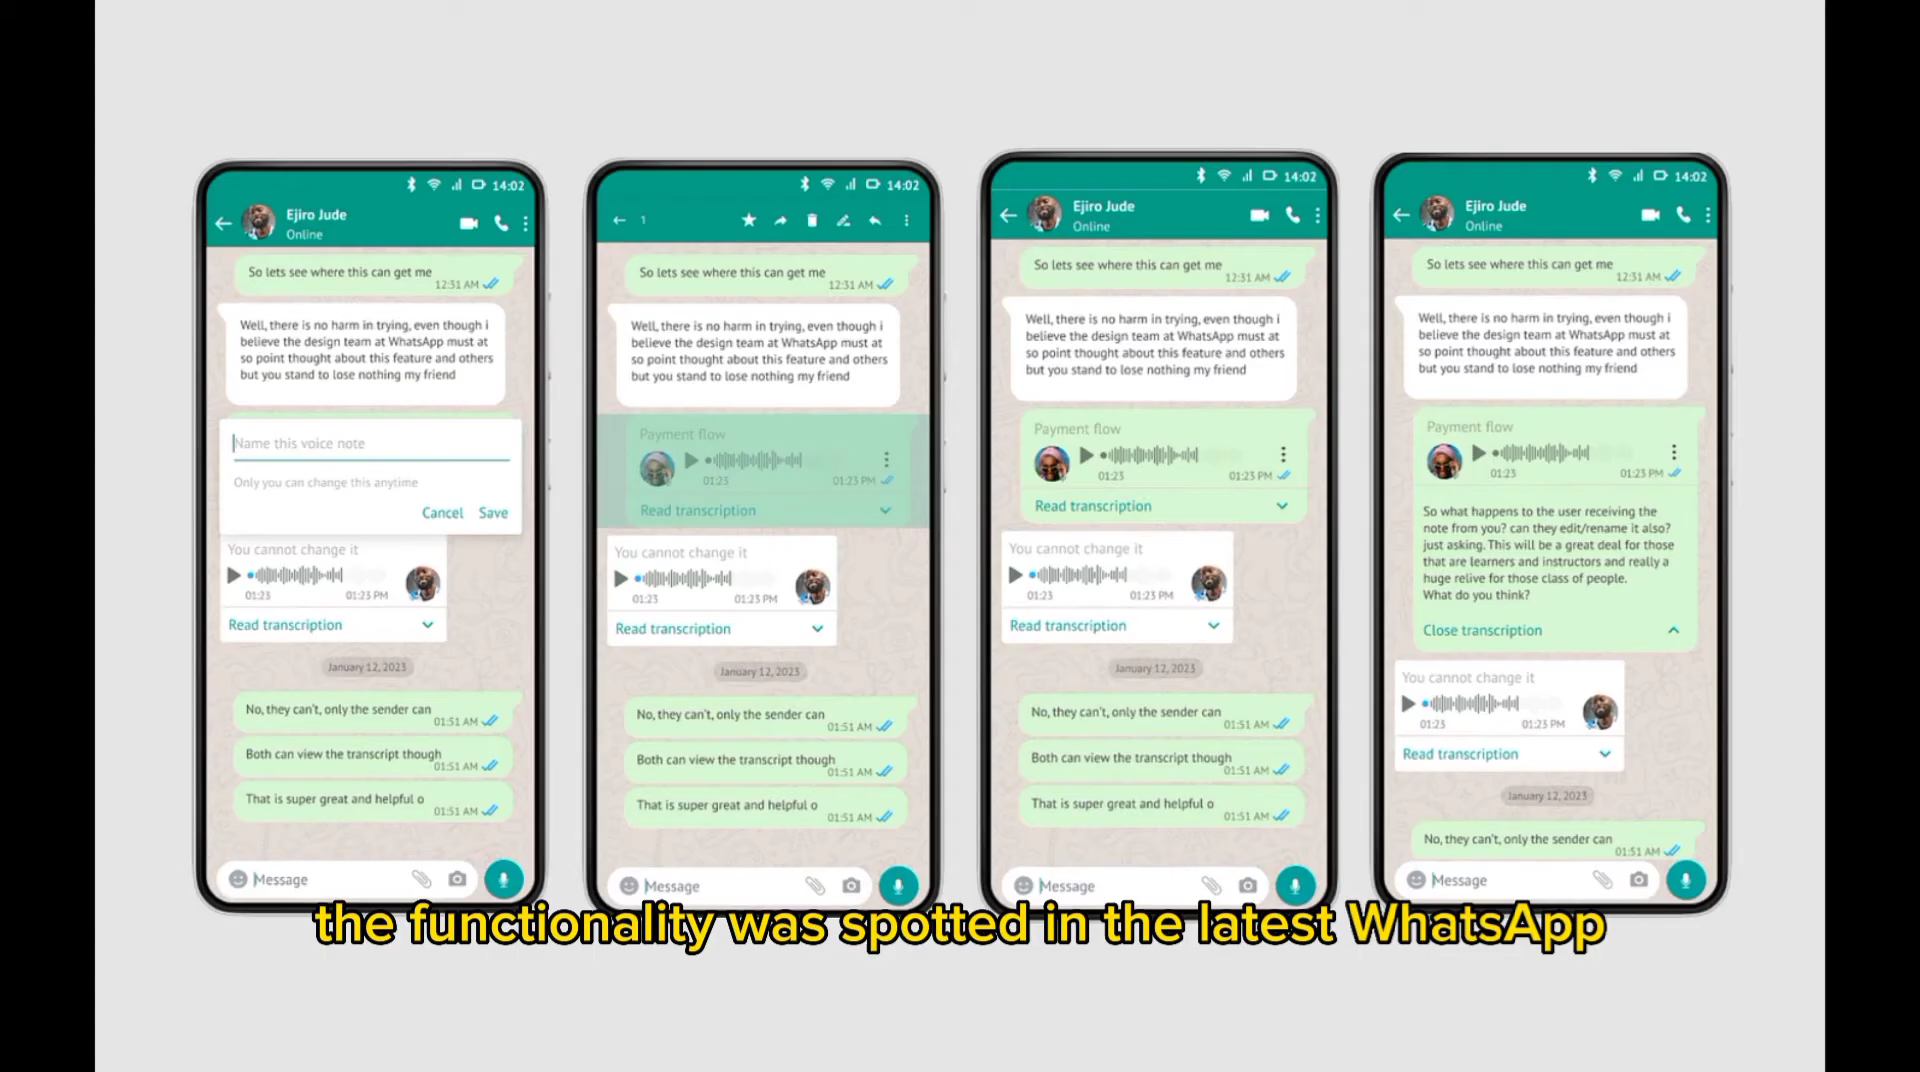 14:02
Ejiro Jude
Online
So lets see where this can get me
12:31 AM
Well, there is no harm in trying, even though i
believe the design team at WhatsApp must at
so point thought about this feature and others
but you stand to lose nothing my friend
Name this voice note
Only you can change this anytime
Cancel Save
You cannot change it
01:23 01:23 PM
Read transcription
January 12, 2023
No, they can't, only the sender can
01:51 AM
Both can view the transcript though
01:51 AM
That is super great and helpful o
01:51 AM
Message
14:02
1
So lets see where this can get me
12:31 AM
Well, there is no harm in trying, even though i
believe the design team at WhatsApp must at
so point thought about this feature and others
but you stand to lose nothing my friend
Payment flow
01:23 01:23 PM
Read transcription
You cannot change it
01:23 01:23 PM
Read transcription
January 12, 2023
No, they can't, only the sender can
01:51 AM
Both can view the transcript though
01:51 AM
That is super great and helpful o
01:51 AM
Message
14:02
Ejiro Jude
Online
So lets see where this can get me
12:31 AM
Well, there is no harm in trying, even though i
believe the design team at WhatsApp must at
so point thought about this feature and others
but you stand to lose nothing my friend
Payment flow
01:23 01:23 PM
Read transcription
You cannot change it
01:23 01:23 PM
Read transcription
January 12, 2023
No, they can't, only the sender can
01:51 AM
Both can view the transcript though
01:51 AM
That is super great and helpful o
01:51 AM
Message
14:02
Ejiro Jude
Online
So lets see where this can get me
12:31 AM
Well, there is no harm in trying, even though i
believe the design team at WhatsApp must at
so point thought about this feature and others
but you stand to lose nothing my friend
Payment flow
01:23 01:23 PM
So what happens to the user receiving the
note from you? can they edit/rename it also?
just asking. This will be a great deal for those
that are learners and instructors and really a
huge relive for those class of people.
What do you think?
Close transcription
You cannot change it
01:23 01:23 PM
Read transcription
January 12, 2023
No, they can't, only the sender can
01:51 AM
Message
the functionality was spotted in the latest WhatsApp